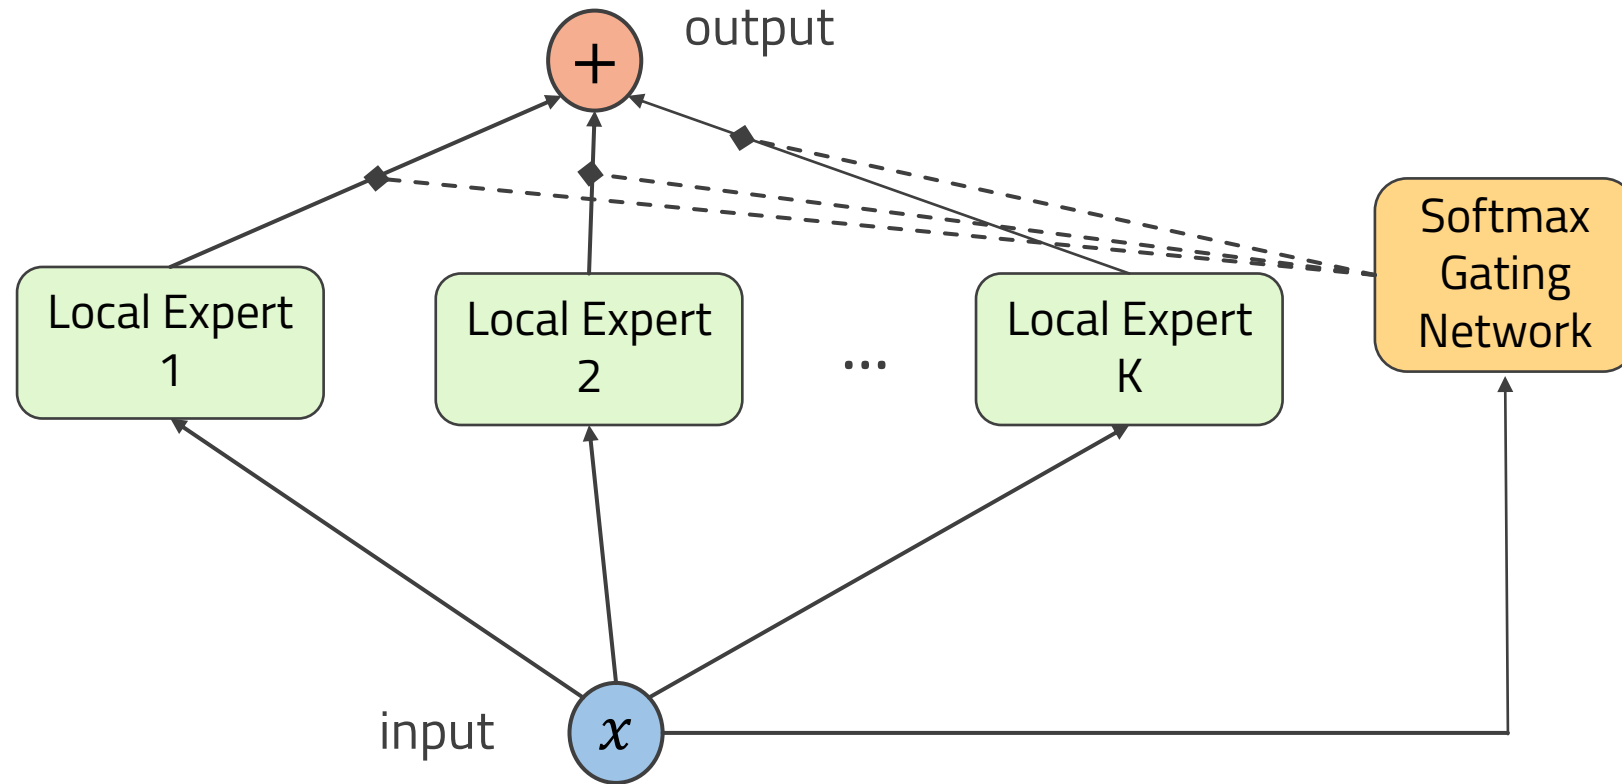 output
+
Softmax
Gating
Network
Local Expert
1
Local Expert
2
...
Local Expert
K
input
x